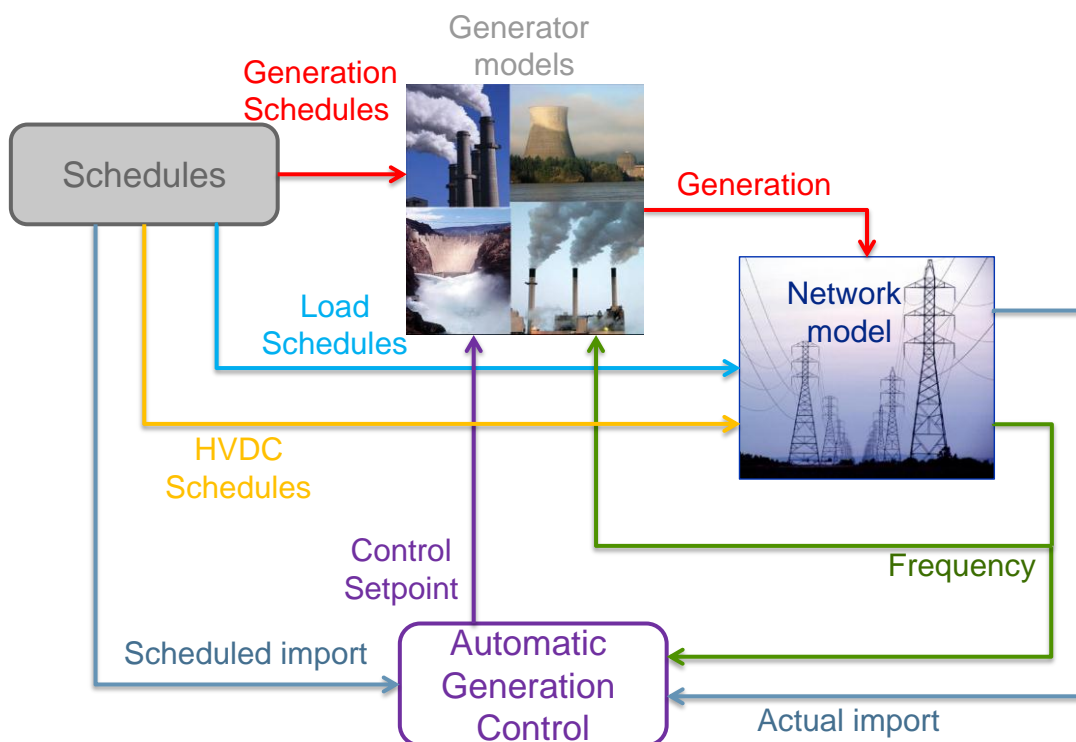 Generator
models
Generation
Schedules
Schedules
Generation
Network
model
Load
Schedules
HVDC
Schedules
Control
Setpoint
Frequency
Scheduled import
Automatic
Generation
Control
Actual import